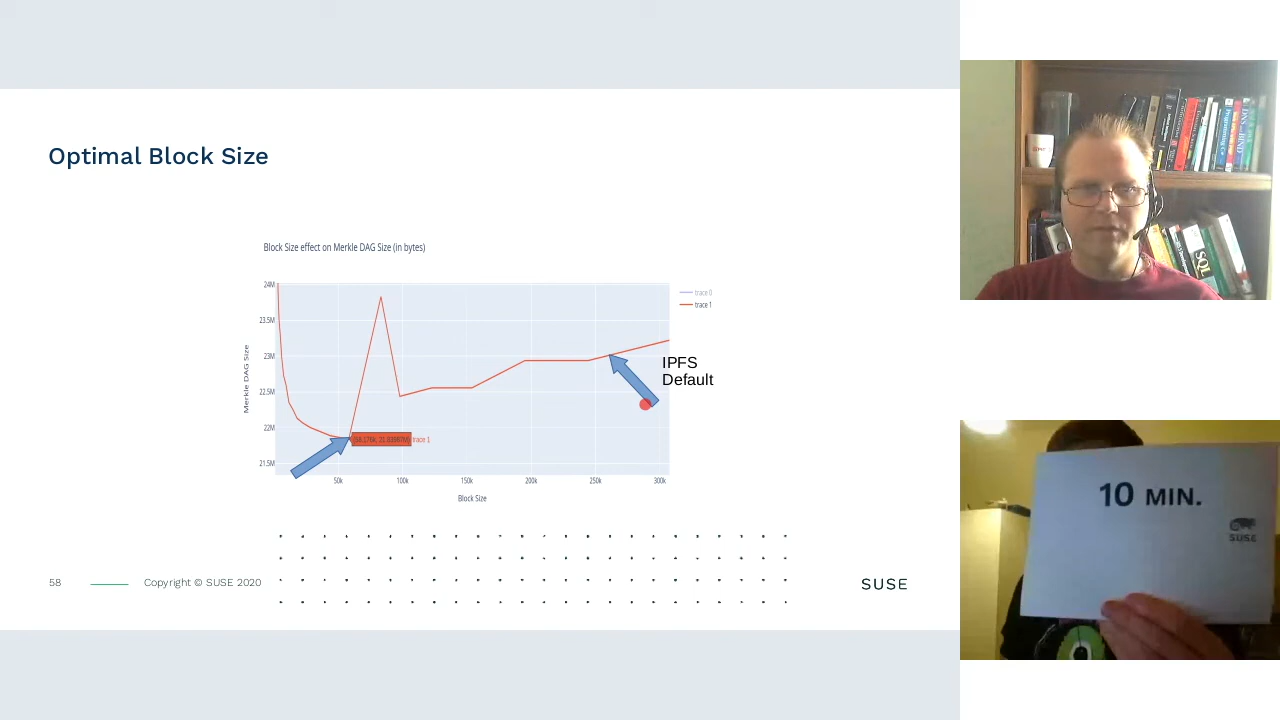 Optimal Block Size
Block Size effect on Merkle DAG Size (in bytes)
24M
23.5M
23M
22.5M
22M
21.5M
Merkle DAG Size
50k
100k
150k
200k
250k
300k
Block Size
trace 0
trace 1
IPFS
Default
trace 1
58
Copyright © SUSE 2020
SUSE
SQL
10 MIN.
SUSE